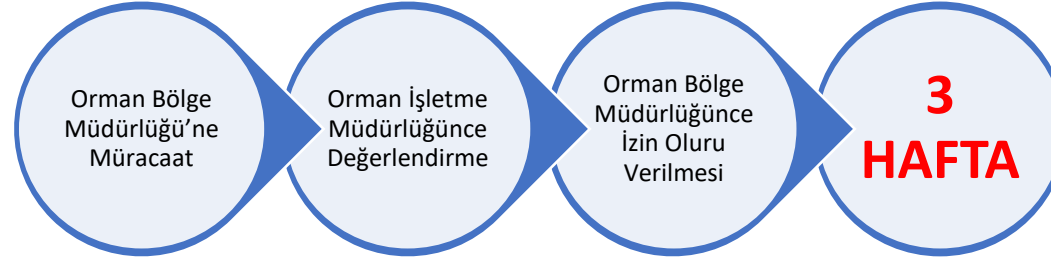 Orman Bölge
Müdürlüğü’ne
Müracaat
Orman İşletme
Müdürlüğünce
Değerlendirme
Orman Bölge
Müdürlüğünce
İzin Oluru
Verilmesi
3
HAFTA